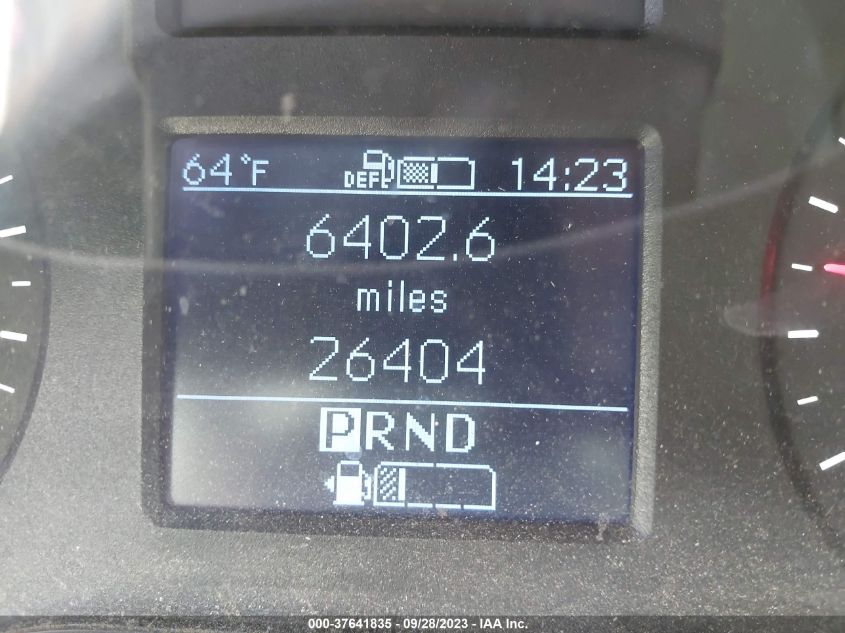 64°F DEF 14:23
6402.6
miles
26404
PRND
000-37641835 - 09/28/2023 - IAA Inc.